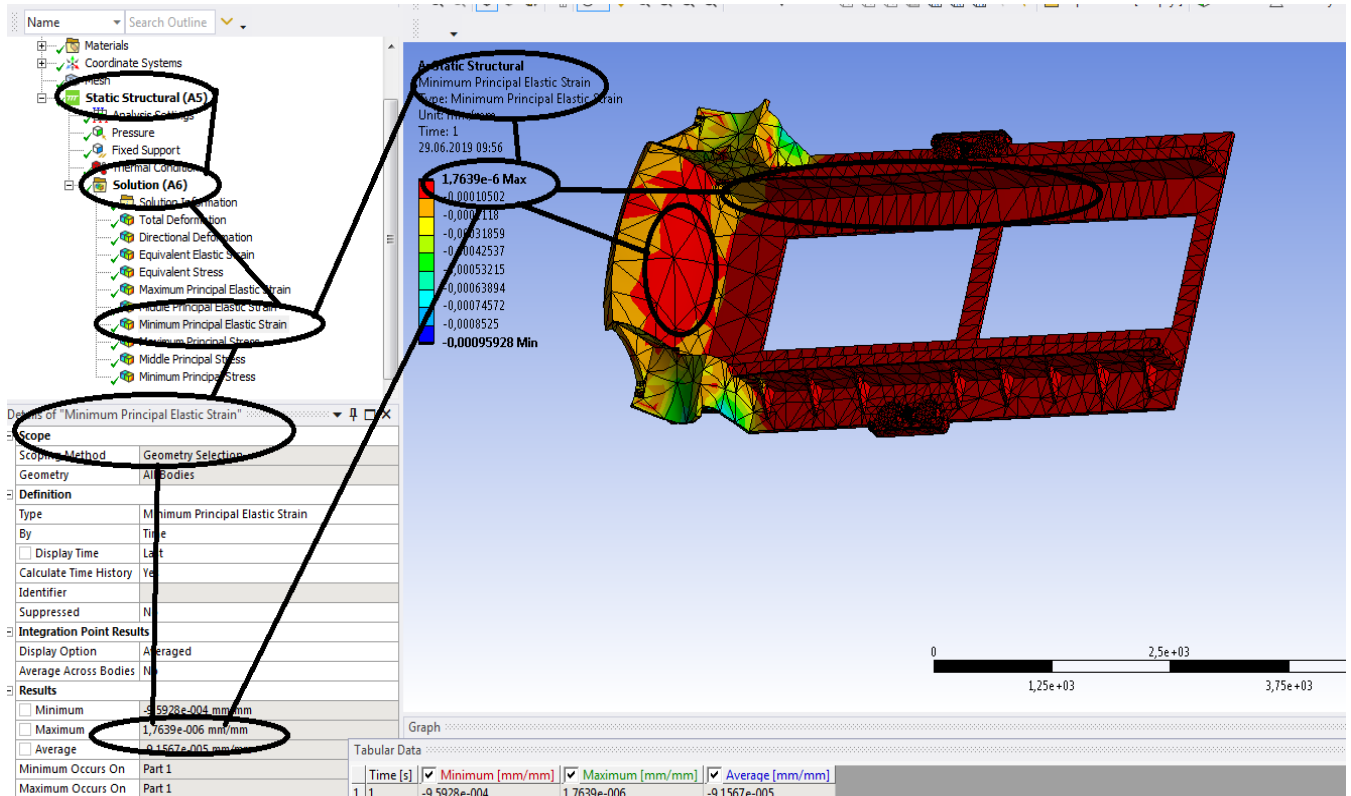 Name
Search Outline
Materials
Coordinate Systems
Mesh
Static Structural (A5)
Analysis Settings
Pressure
Fixed Support
Thermal Condition
Solution (A6)
Solution Information
Total Deformation
Directional Deformation
Equivalent Elastic Strain
Equivalent Stress
Maximum Principal Elastic Strain
Middle Principal Elastic Strain
Minimum Principal Elastic Strain
Maximum Principal Stress
Middle Principal Stress
Minimum Principal Stress
Details of "Minimum Principal Elastic Strain"
Scope
Scoping Method Geometry Selection
Geometry All Bodies
Definition
Type Minimum Principal Elastic Strain
By Time
Display Time Last
Calculate Time History Yes
Identifier
Suppressed No
Integration Point Results
Display Option Averaged
Average Across Bodies No
Results
Minimum -9,5928e-004 mm/mm
Maximum 1,7639e-006 mm/mm
Average -9,1567e-005 mm/mm
Minimum Occurs On Part 1
Maximum Occurs On Part 1
A: Static Structural
Minimum Principal Elastic Strain
Type: Minimum Principal Elastic Strain
Unit: mm/mm
Time: 1
29.06.2019 09:56
1,7639e-6 Max
-0,00010502
-0,0002118
-0,00031859
-0,00042537
-0,00053215
-0,00063894
-0,00074572
-0,0008525
-0,00095928 Min
0 2,5e+03
1,25e+03 3,75e+03
Graph
Tabular Data
Time [s] Minimum [mm/mm] Maximum [mm/mm] Average [mm/mm]
1 1 -9,5928e-004 1,7639e-006 -9,1567e-005